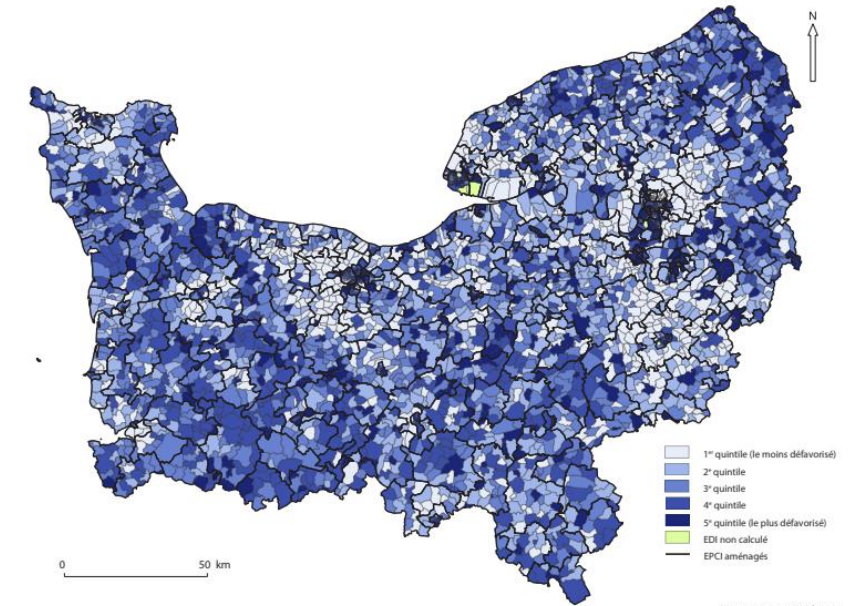 N
1er quintile (le moins défavorisé)
2e quintile
3e quintile
4e quintile
5e quintile (le plus défavorisé)
EDI non calculé
EPCI aménagés
0 50 km